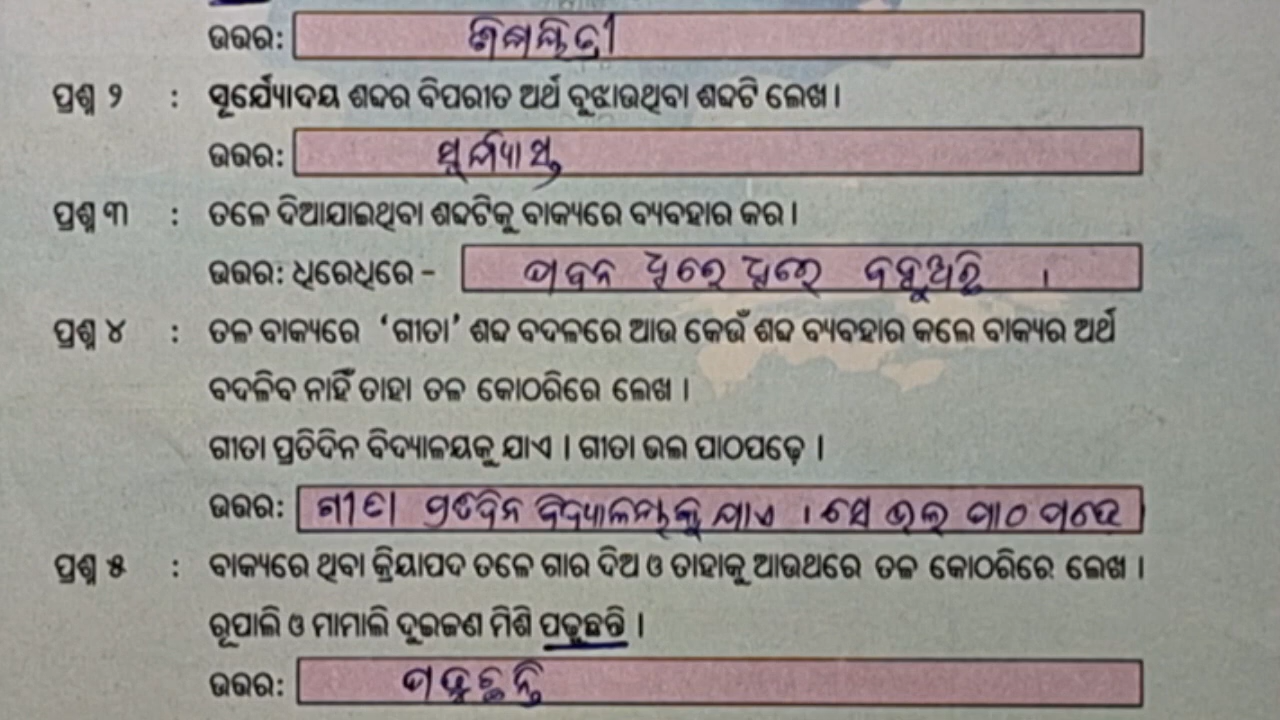 ଉତ୍ତର: ଶିକ୍ଷୟିତ୍ରୀ
ପ୍ରଶ୍ନ ୨ : ସୂର୍ଯ୍ୟୋଦୟ ଶବ୍ଦର ବିପରୀତ ଅର୍ଥ ବୁଝାଉଥିବା ଶବ୍ଦଟି ଲେଖ।
ଉତ୍ତର: ସୂର୍ଯ୍ୟାସ୍ତ
ପ୍ରଶ୍ନ ୩ : ତଳେ ଦିଆଯାଇଥିବା ଶବ୍ଦଟିକୁ ବାକ୍ୟରେ ବ୍ୟବହାର କର।
ଉତ୍ତର: ଧିରେଧିରେ - ପବନ ଧିରେ ଧିରେ ବହୁଅଛି ।
ପ୍ରଶ୍ନ ୪ : ତଳ ବାକ୍ୟରେ 'ଗୀତା' ଶବ୍ଦ ବଦଳରେ ଆଉ କେଉଁ ଶବ୍ଦ ବ୍ୟବହାର କଲେ ବାକ୍ୟର ଅର୍ଥ
ବଦଳିବ ନାହିଁ ତାହା ତଳ କୋଠରିରେ ଲେଖ ।
ଗୀତା ପ୍ରତିଦିନ ବିଦ୍ୟାଳୟକୁ ଯାଏ । ଗୀତା ଭଲ ପାଠପଢ଼େ ।
ଉତ୍ତର: ଗୀତା ପ୍ରତିଦିନ ବିଦ୍ୟାଳୟକୁ ଯାଏ । ସେ ଭଲ ପାଠ ପଢେ
ପ୍ରଶ୍ନ ୫ : ବାକ୍ୟରେ ଥିବା କ୍ରିୟାପଦ ତଳେ ଗାର ଦିଅ ଓ ତାହାକୁ ଆଉଥରେ ତଳ କୋଠରିରେ ଲେଖ ।
ରୂପାଲି ଓ ମାମାଲି ଦୁଇଜଣ ମିଶି ପଢୁଛନ୍ତି ।
ଉତ୍ତର: ପଢୁଛନ୍ତି